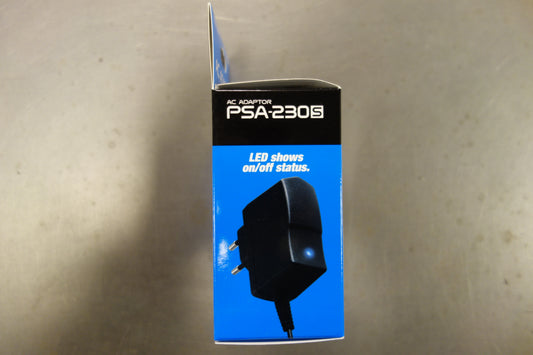 AC ADAPTOR
PSA-230S
LED shows
on/off status.